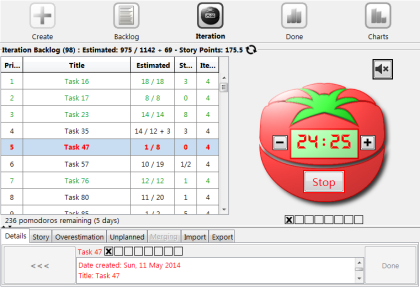 Create Backlog Iteration Done Charts
Iteration Backlog (98) : Estimated: 975 / 1142 + 69 - Story Points: 175.5
Pri... Title Estimated St... Ite...
1 Task 16 18 / 18 3 4
2 Task 17 8 / 8 0 4
3 Task 23 14 / 14 8 4
4 Task 35 14 / 12 + 3 3 4
5 Task 47 1 / 8 0 4
6 Task 57 10 / 19 1/2 4
7 Task 76 12 / 12 1 4
8 Task 80 11 / 20 1 4
9 Task 85 1 / 2 5 4
24:25
Stop
236 pomodoros remaining (5 days)
Details Story Overestimation Unplanned Merging Import Export
Task 47
<<<
Date created: Sun, 11 May 2014
Title: Task 47
Done